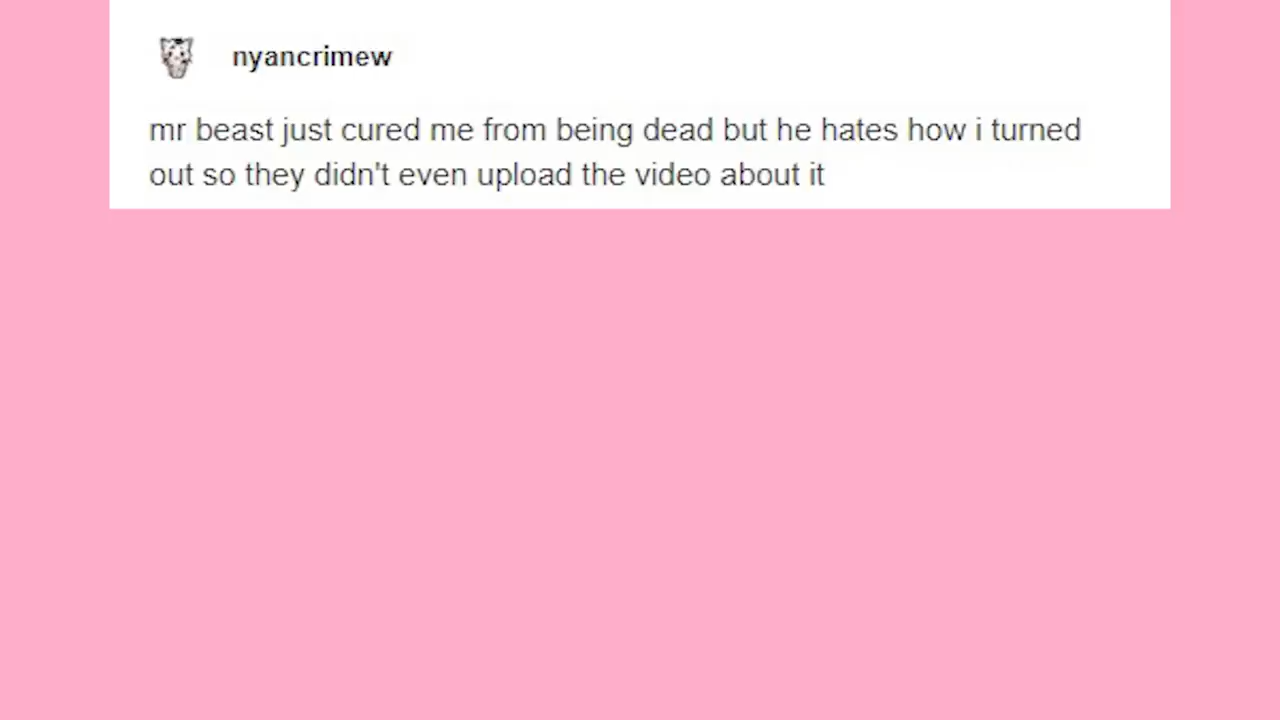 nyancrimew
mr beast just cured me from being dead but he hates how i turned
out so they didn't even upload the video about it